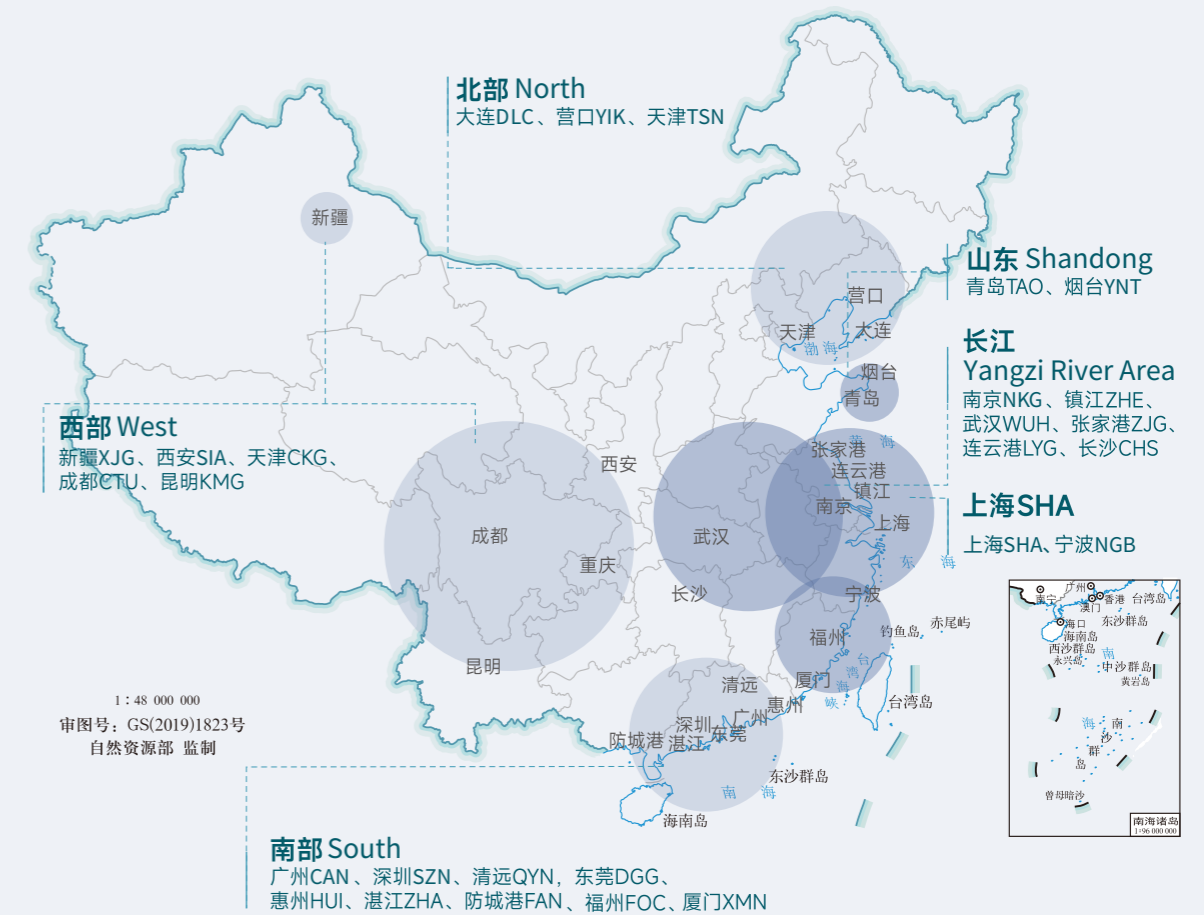 北部 North
大连DLC、营口YIK、天津TSN
新疆
山东 Shandong
青岛TAO、烟台YNT
营口
天津
大连
渤海
烟台
青岛
长江
Yangzi River Area
南京NKG、镇江ZHE、
武汉WUH、张家港ZJG、
连云港LYG、长沙CHS
西部 West
新疆XJG、西安SIA、天津CKG、
成都CTU、昆明KMG
黄 海
张家港
西安
连云港
镇江
南京
上海SHA
上海SHA、宁波NGB
上海
成都
武汉
重庆
东 海
长沙
宁波
福州
钓鱼岛
赤尾屿
台
湾
海
峡
昆明
清远
厦门
惠州
台湾岛
深圳
广州
东莞
防城港
湛江
东沙群岛
南 海
海南岛
1：48 000 000
审图号：GS(2019)1823号
自然资源部 监制
广州
南宁
香港
台湾岛
澳门
海口
东沙群岛
海南岛
西沙群岛
南
永兴岛
中沙群岛
黄岩岛
海
南
沙
群
岛
曾母暗沙
南海诸岛
1:96 000 000
南部 South
广州CAN 、深圳SZN、清远QYN，东莞DGG、
惠州HUI、湛江ZHA、防城港FAN 、福州FOC、厦门XMN